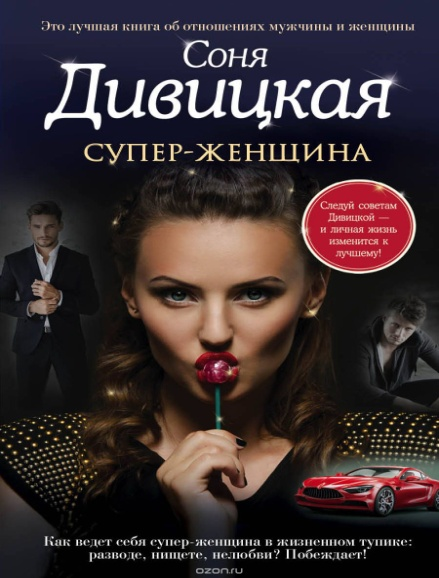 Это лучшая книга об отношениях мужчины и женщины
Соня
Дивицкая
СУПЕР-ЖЕНЩИНА
Следуй советам
Дивицкой —
и личная жизнь
изменится к
лучшему!
Как ведет себя супер-женщина в жизненном тупике:
разводе, нищете, нелюбви? Побеждает!
ozon.ru